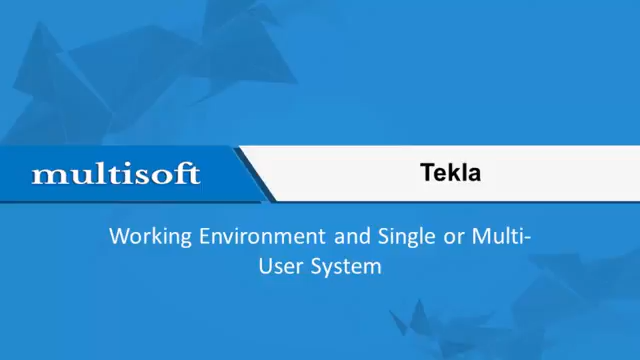 multisoft
Tekla
Working Environment and Single or Multi-
User System